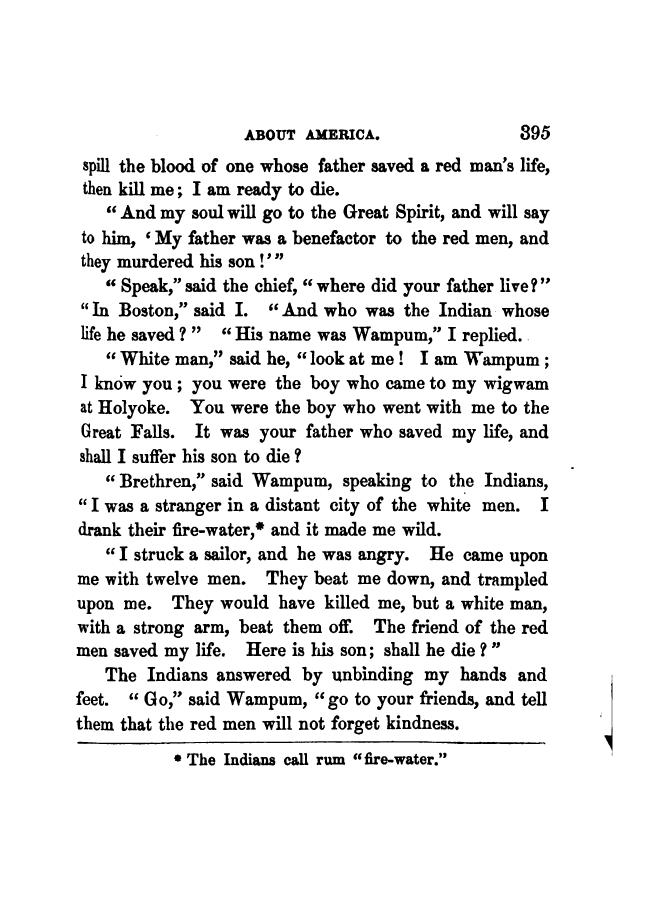 ABOUT AMERICA. 395
spill the blood of one whose father saved a red man's life,
then kill me; I am ready to die.
“And my soul will go to the Great Spirit, and will say
to him, ‘My father was a benefactor to the red men, and
they murdered his son!’”
“Speak,” said the chief, “where did your father live?”
“In Boston,” said I. “And who was the Indian whose
life he saved?” “His name was Wampum,” I replied.
“White man,” said he, “look at me! I am Wampum;
I know you; you were the boy who came to my wigwam
at Holyoke. You were the boy who went with me to the
Great Falls. It was your father who saved my life, and
shall I suffer his son to die?
“Brethren,” said Wampum, speaking to the Indians,
“I was a stranger in a distant city of the white men. I
drank their fire-water,* and it made me wild.
“I struck a sailor, and he was angry. He came upon
me with twelve men. They beat me down, and trampled
upon me. They would have killed me, but a white man,
with a strong arm, beat them off. The friend of the red
men saved my life. Here is his son; shall he die?”
The Indians answered by unbinding my hands and
feet. “Go,” said Wampum, “go to your friends, and tell
them that the red men will not forget kindness.
* The Indians call rum “fire-water.”